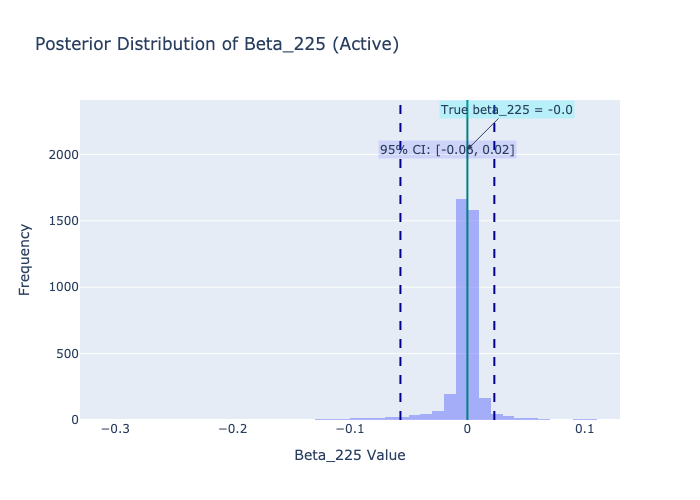 Posterior Distribution of Beta_225 (Active)
True beta_225 = -0.0
95% CI: [-0.06, 0.02]
2000
1500
1000
500
0
Frequency
−0.3
−0.2
−0.1
0
0.1
Beta_225 Value